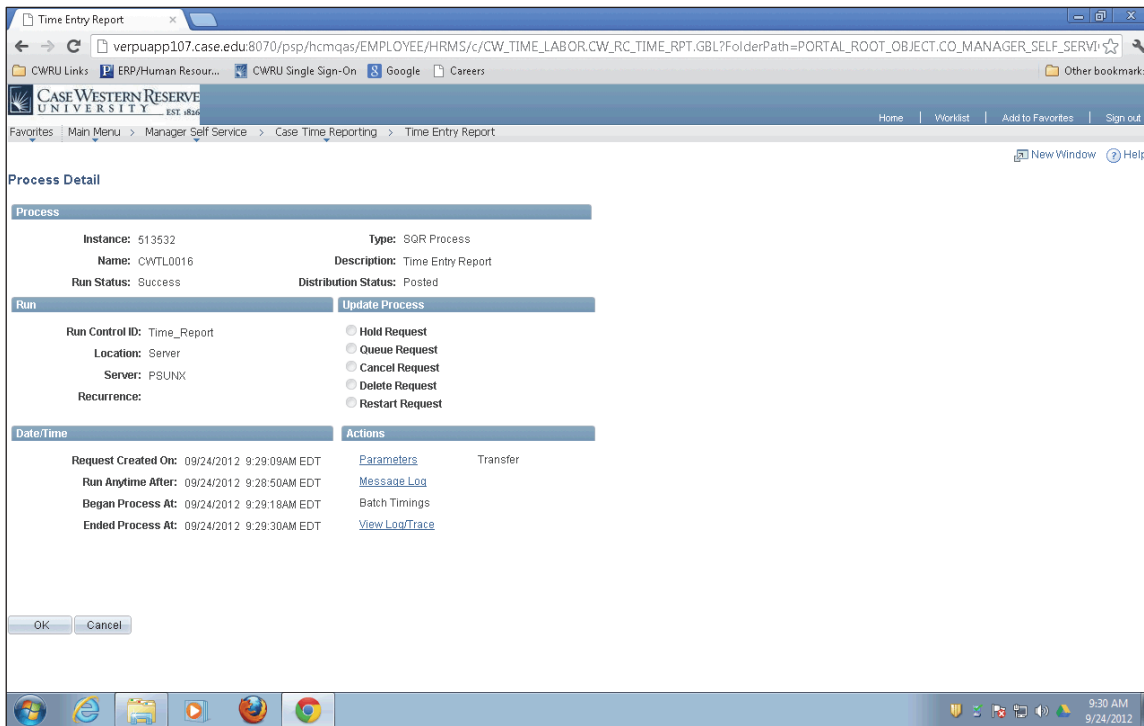 Time Entry Report
verpuapp107.case.edu:8070/psp/hcmqas/EMPLOYEE/HRMS/c/CW_TIME_LABOR.CW_RC_TIME_RPT.GBL?FolderPath=PORTAL_ROOT_OBJECT.CO_MANAGER_SELF_SERVI
CWRU Links ERP/Human Resour... CWRU Single Sign-On Google Careers Other bookmark
CASE WESTERN RESERVE
UNIVERSITY EST. 1826
Home | Worklist | Add to Favorites | Sign out
Favorites Main Menu > Manager Self Service > Case Time Reporting > Time Entry Report
New Window Help
Process Detail
Process
Instance: 513532 Type: SQR Process
Name: CWTL0016 Description: Time Entry Report
Run Status: Success Distribution Status: Posted
Run Update Process
Run Control ID: Time_Report Hold Request
Location: Server Queue Request
Server: PSUNX Cancel Request
Recurrence: Delete Request
Restart Request
Date/Time Actions
Request Created On: 09/24/2012 9:29:09AM EDT Parameters Transfer
Run Anytime After: 09/24/2012 9:28:50AM EDT Message Log
Began Process At: 09/24/2012 9:29:18AM EDT Batch Timings
Ended Process At: 09/24/2012 9:29:30AM EDT View Log/Trace
OK Cancel
9:30 AM
9/24/2012